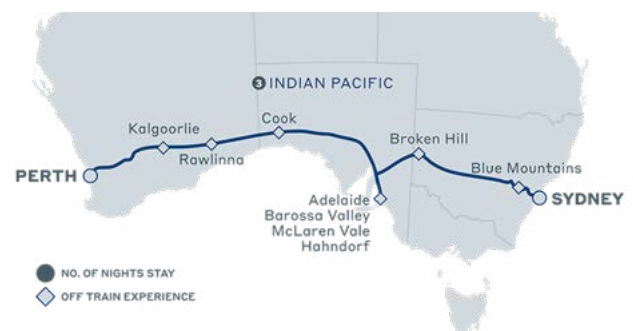 3 INDIAN PACIFIC
Cook
Kalgoorlie
Rawlinna
Broken Hill
Blue Mountains
PERTH
SYDNEY
Adelaide
Barossa Valley
McLaren Vale
Hahndorf
NO. OF NIGHTS STAY
OFF TRAIN EXPERIENCE